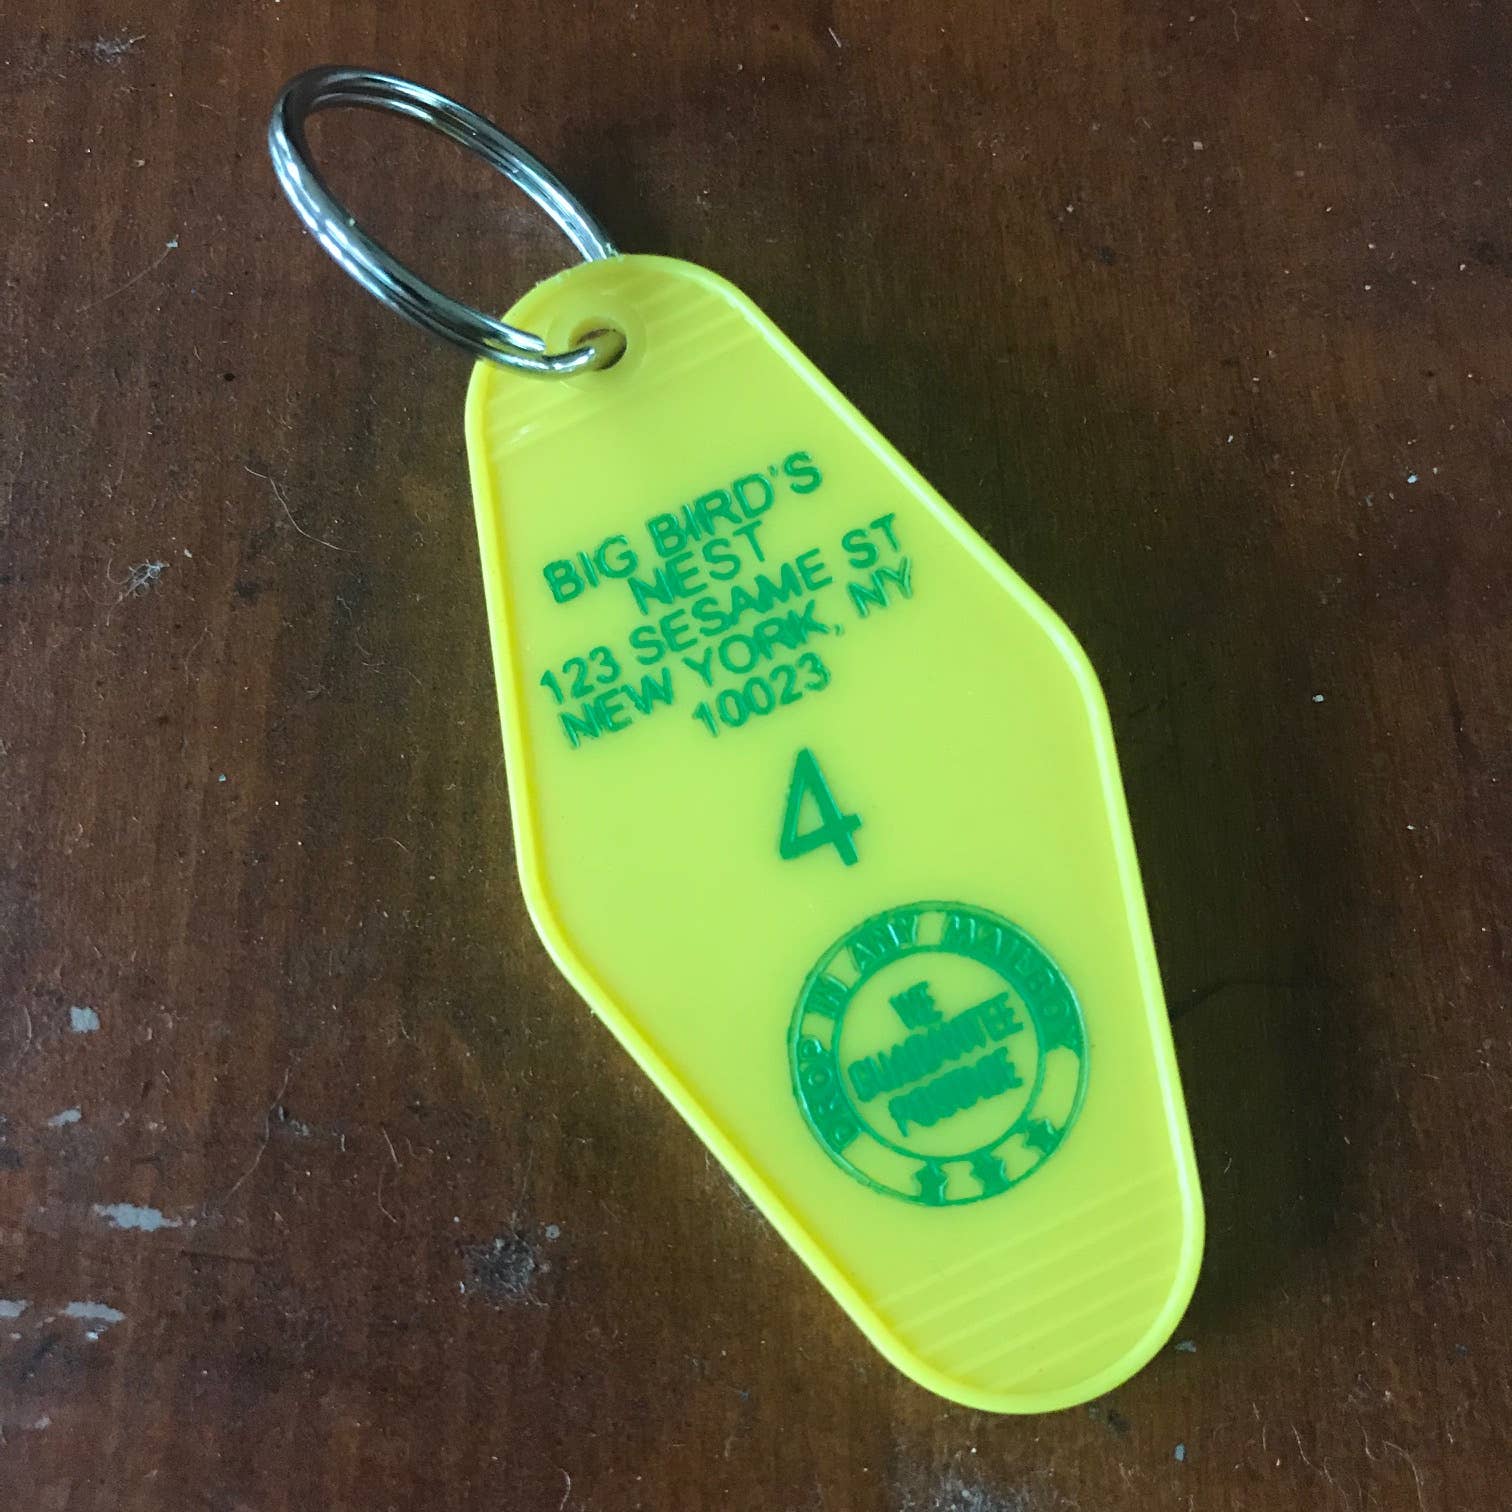 BIG BIRD'S
NEST
123 SESAME ST
NEW YORK, NY
10023
4
DROP IN ANY MAILBOX
WE
GUARANTEE
POSTAGE